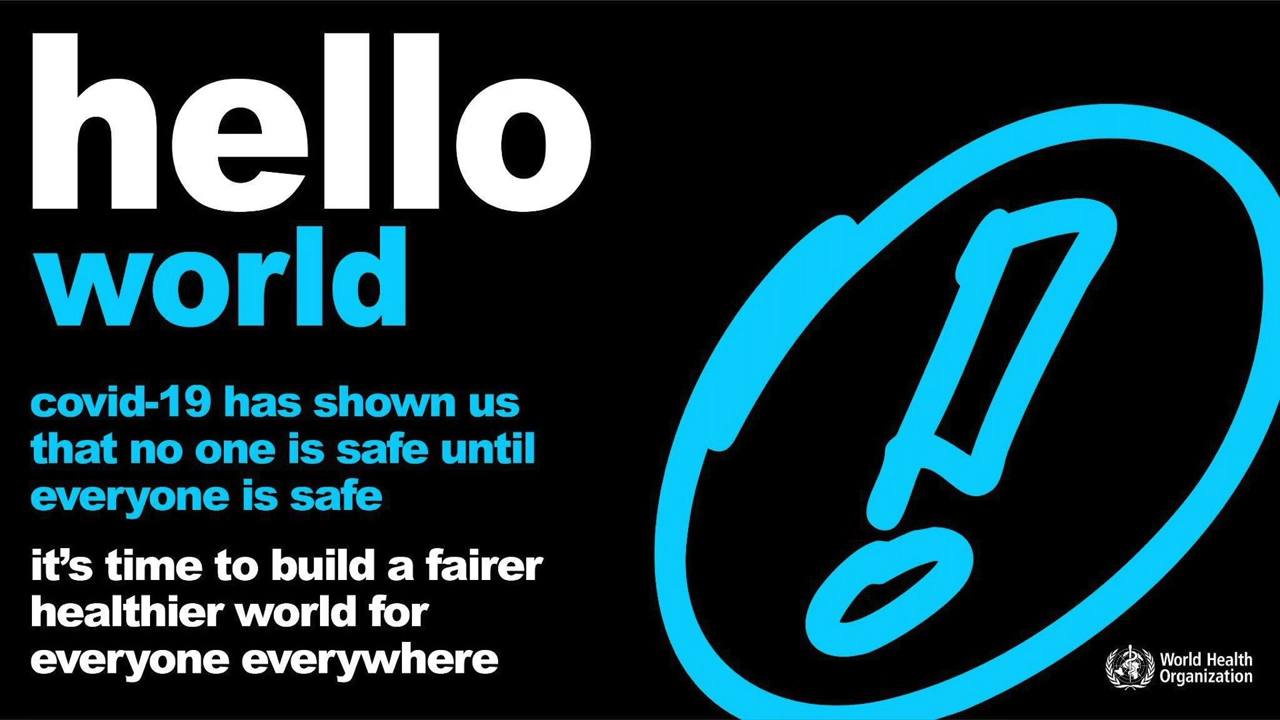 hello
world
covid-19 has shown us
that no one is safe until
everyone is safe
it’s time to build a fairer
healthier world for
everyone everywhere
!
World Health
Organization